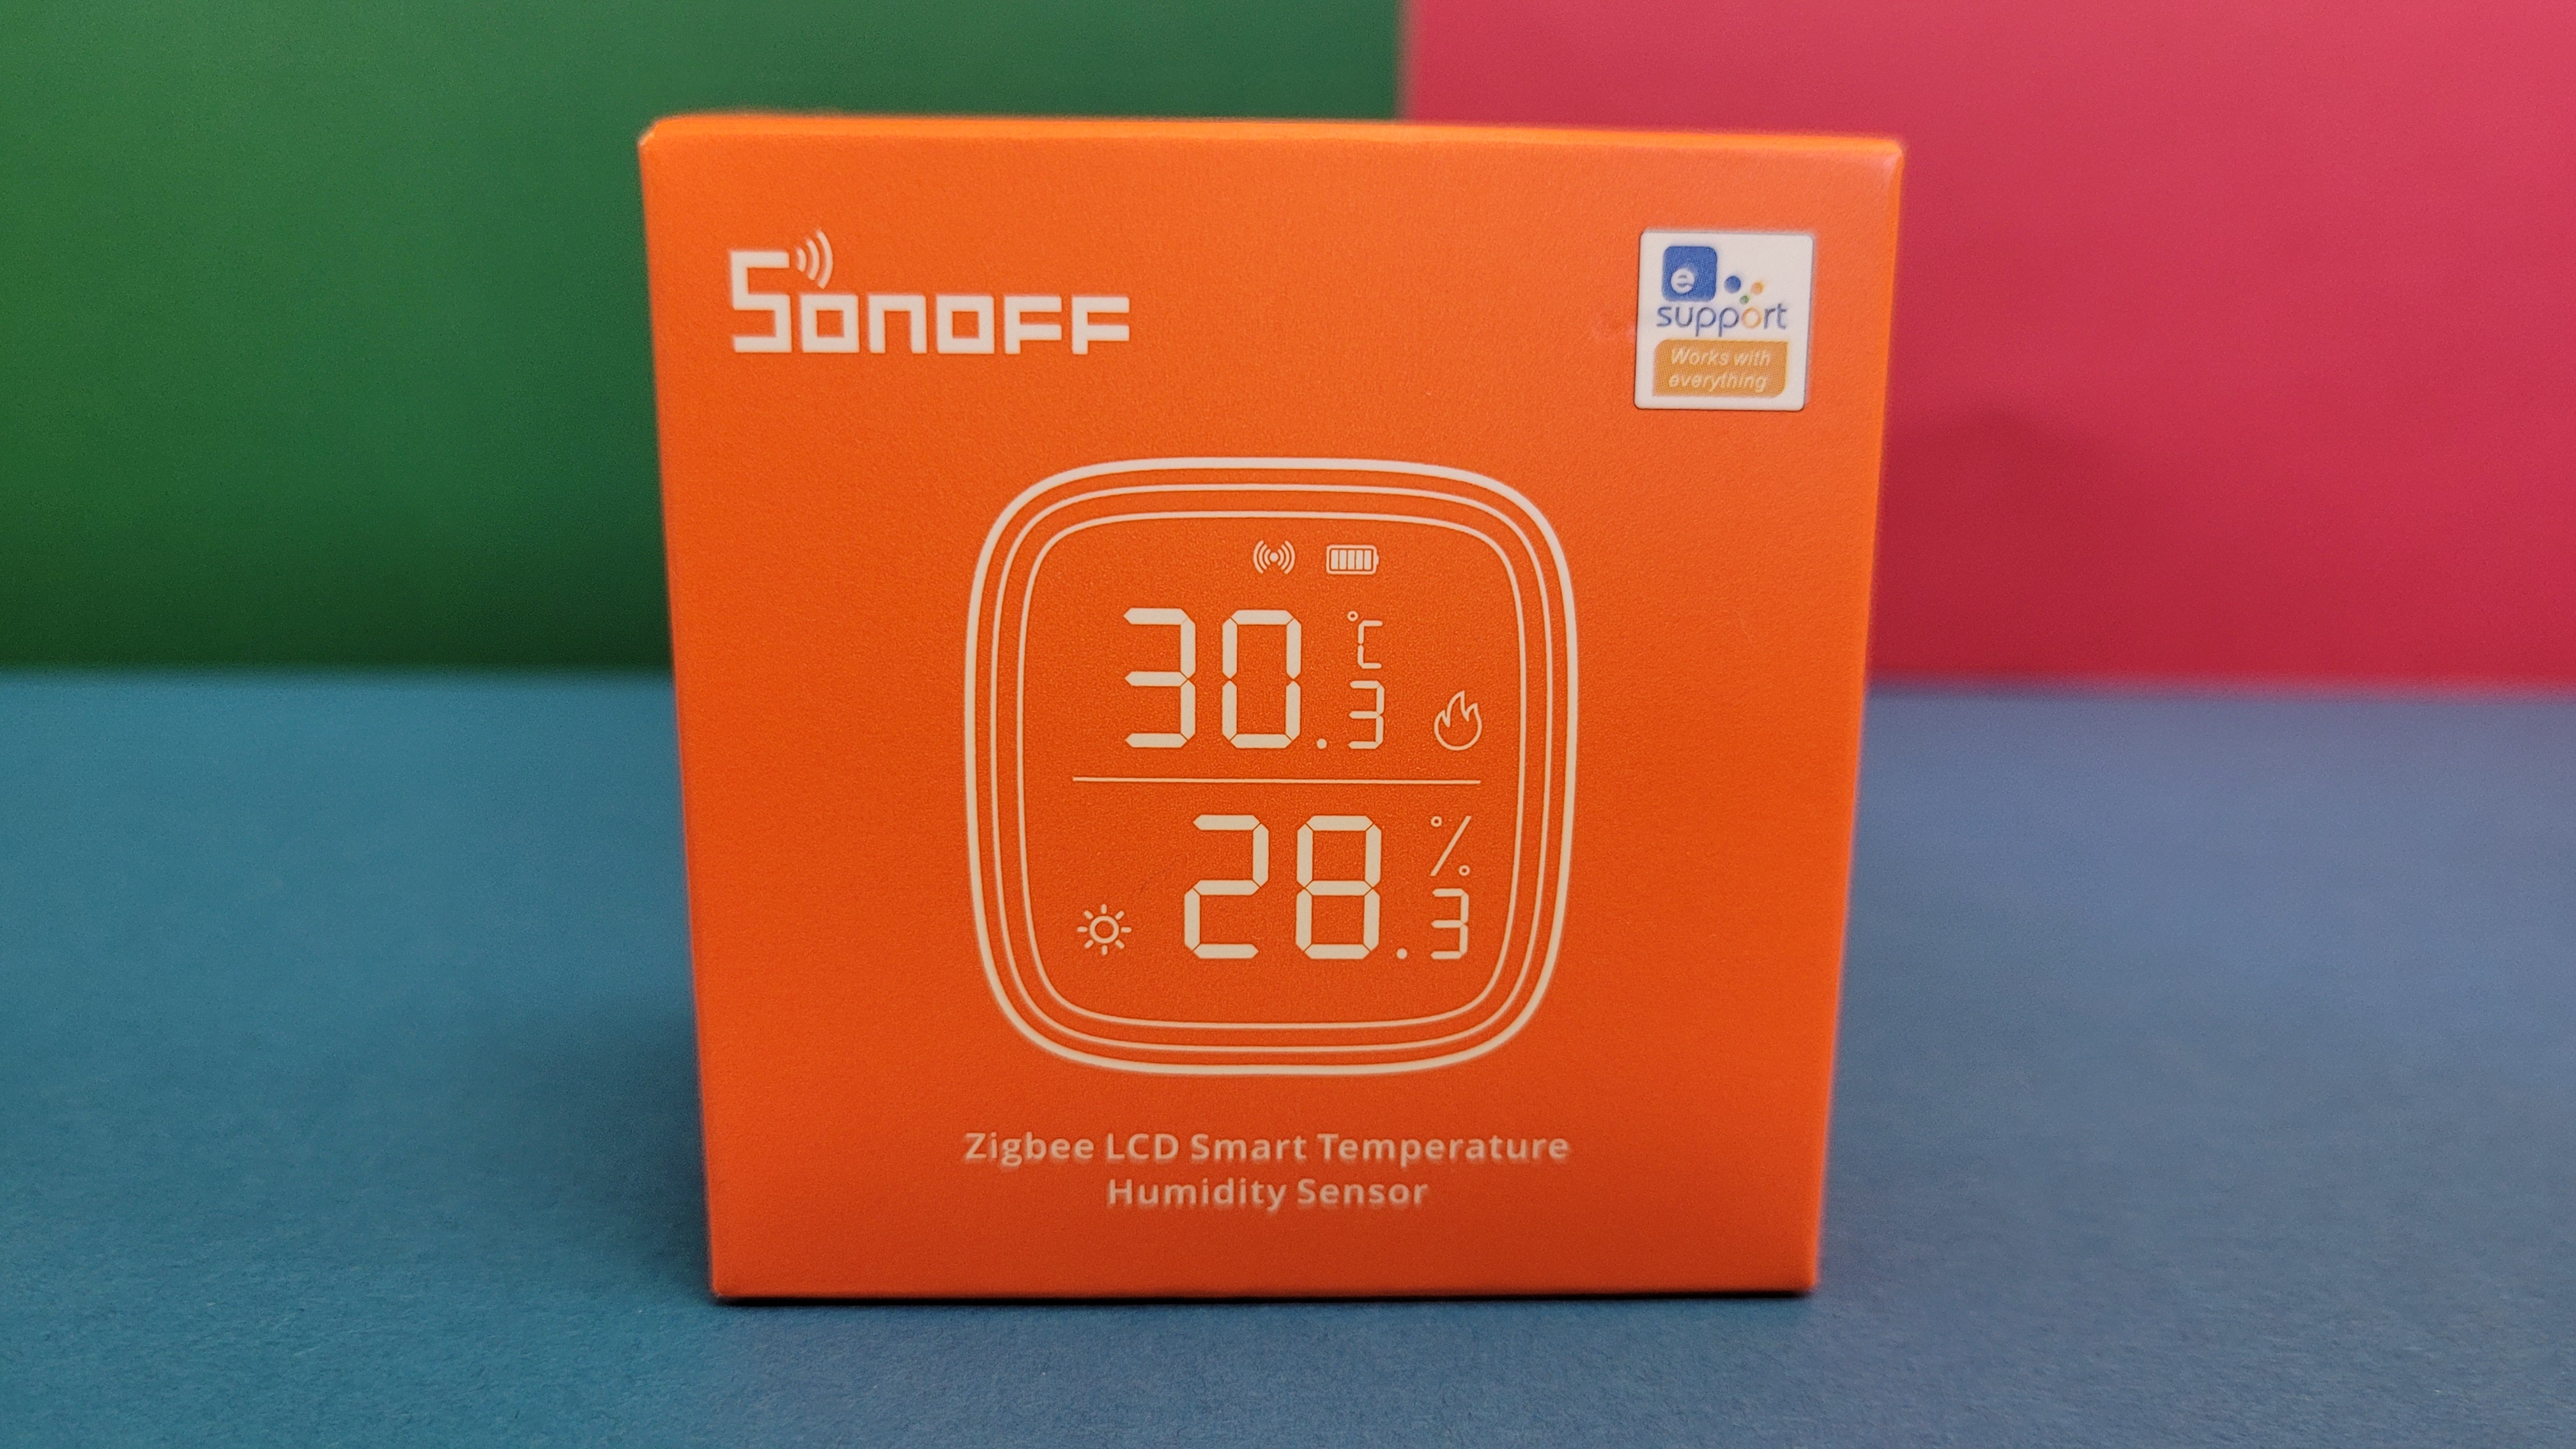 SONOFF
e
support
Works with
everything
30.3 °C
28.3 %
Zigbee LCD Smart Temperature
Humidity Sensor